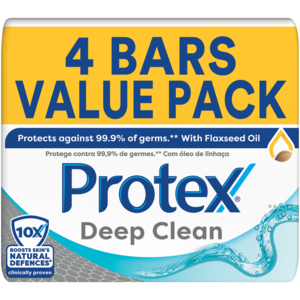 4 BARS
VALUE PACK
Protects against 99.9% of germs.** With Flaxseed Oil
Protege contra 99,9% de germes.** Com óleo de linhaça
Protex
Deep Clean
10X
BOOSTS SKIN'S
NATURAL
DEFENCES*
clinically proven